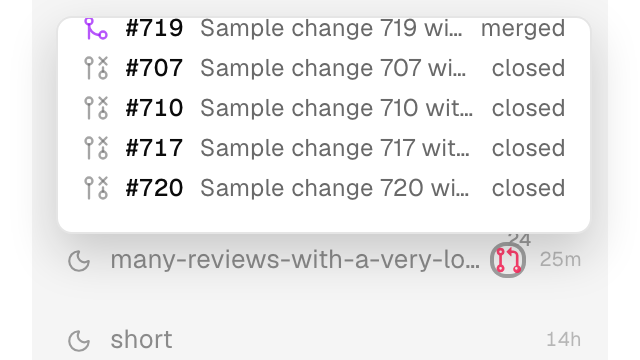 #719 Sample change 719 wi... merged
#707 Sample change 707 wi... closed
#710 Sample change 710 wit... closed
#717 Sample change 717 wit... closed
#720 Sample change 720 wi... closed
24
many-reviews-with-a-very-lo... 25m
short 14h